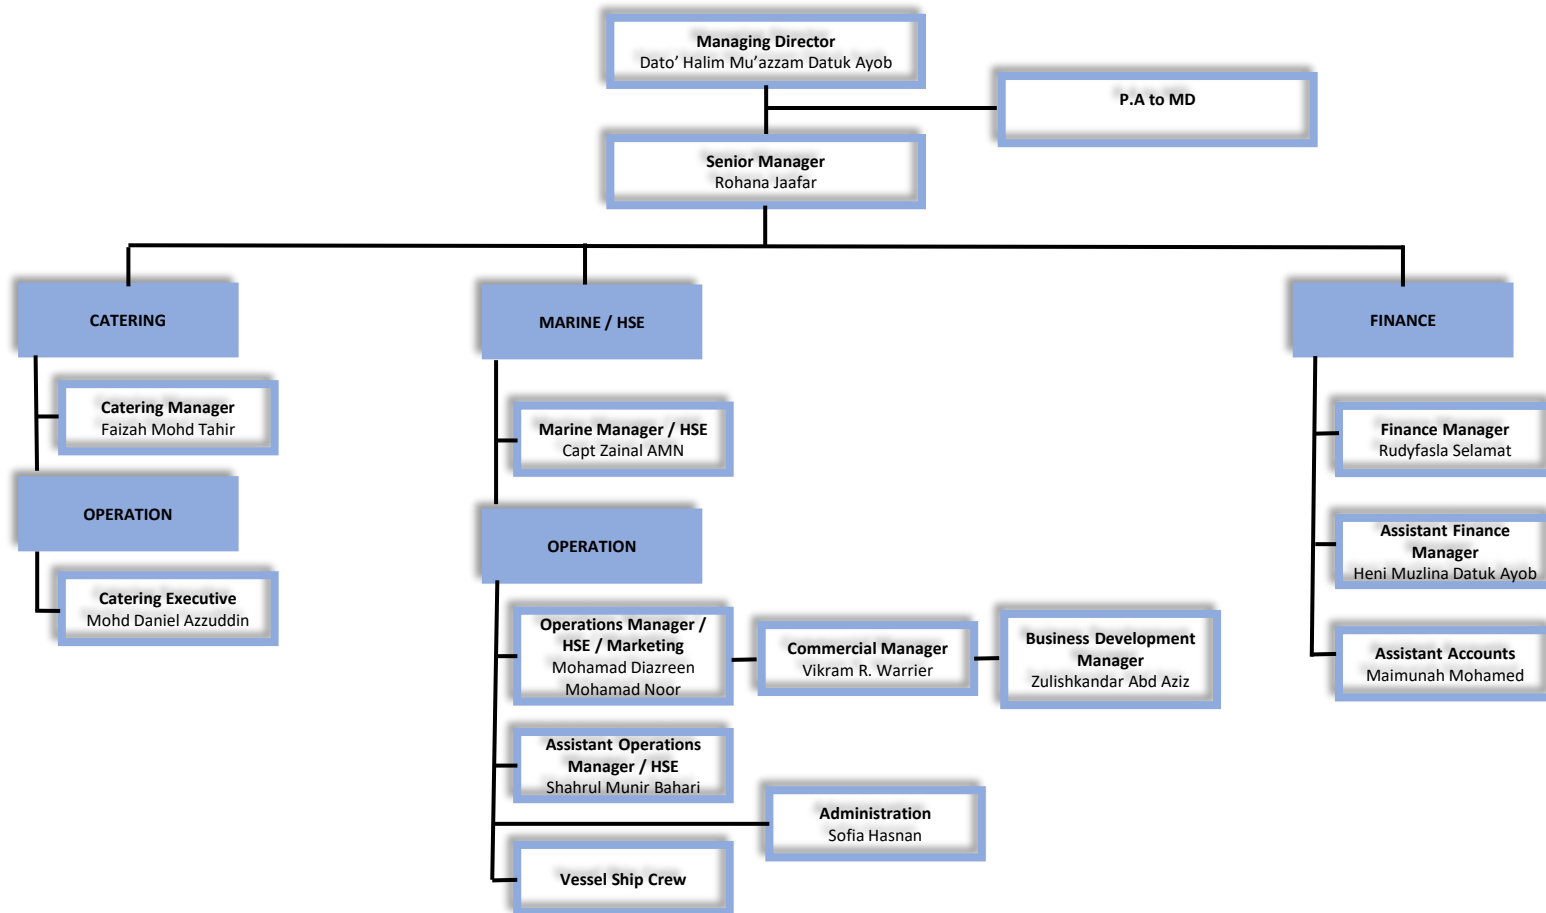 Managing Director
Dato’ Halim Mu’azzam Datuk Ayob
P.A to MD
Senior Manager
Rohana Jaafar
CATERING
Catering Manager
Faizah Mohd Tahir
OPERATION
Catering Executive
Mohd Daniel Azzuddin
MARINE / HSE
Marine Manager / HSE
Capt Zainal AMN
OPERATION
Operations Manager /
HSE / Marketing
Mohamad Diazreen
Mohamad Noor
Commercial Manager
Vikram R. Warrier
Business Development
Manager
Zulishkandar Abd Aziz
Assistant Operations
Manager / HSE
Shahrul Munir Bahari
Administration
Sofia Hasnan
Vessel Ship Crew
FINANCE
Finance Manager
Rudyfasla Selamat
Assistant Finance
Manager
Heni Muzlina Datuk Ayob
Assistant Accounts
Maimunah Mohamed